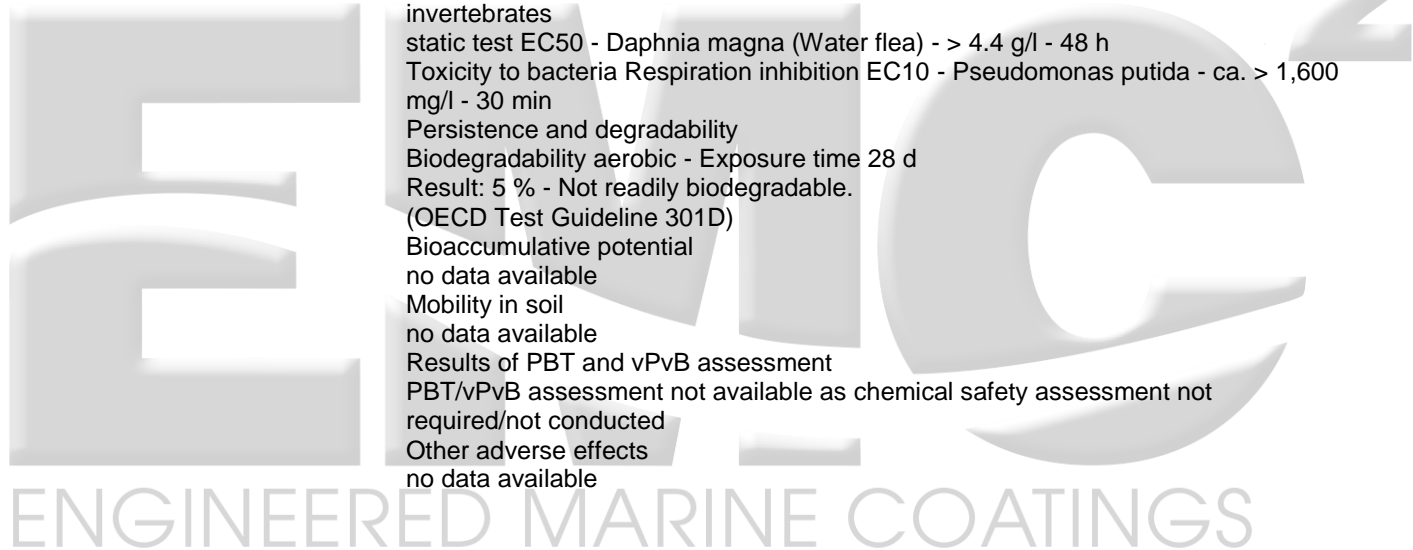 invertebrates
static test EC50 - Daphnia magna (Water flea) - > 4.4 g/l - 48 h
Toxicity to bacteria Respiration inhibition EC10 - Pseudomonas putida - ca. > 1,600
mg/l - 30 min
Persistence and degradability
Biodegradability aerobic - Exposure time 28 d
Result: 5 % - Not readily biodegradable.
(OECD Test Guideline 301D)
Bioaccumulative potential
no data available
Mobility in soil
no data available
Results of PBT and vPvB assessment
PBT/vPvB assessment not available as chemical safety assessment not
required/not conducted
Other adverse effects
no data available
EMC²
ENGINEERED MARINE COATINGS